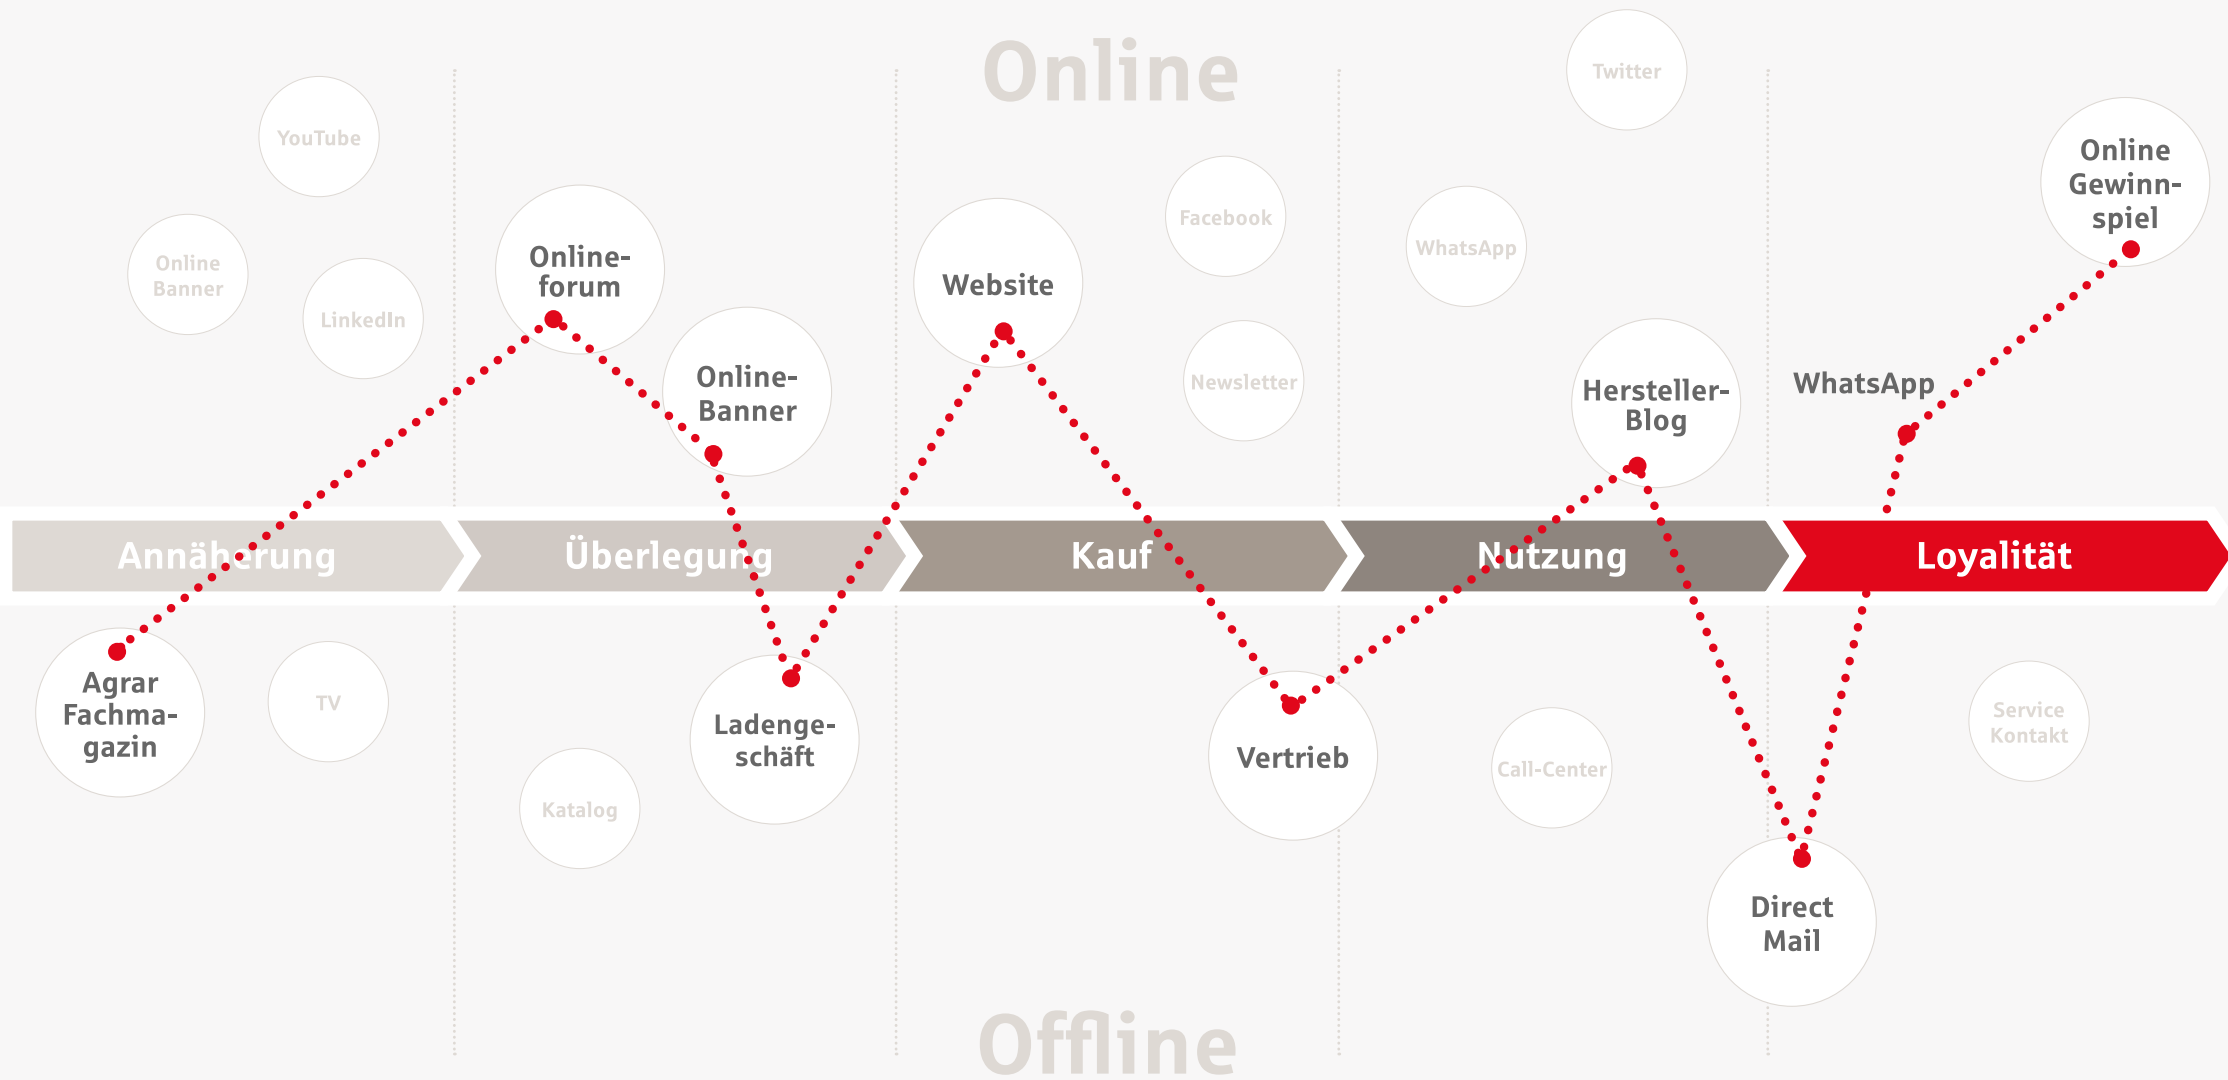 Online
Twitter
YouTube
Online
Banner
LinkedIn
Online-
forum
Online-
Banner
Website
Facebook
Newsletter
WhatsApp
Hersteller-
Blog
WhatsApp
Online
Gewinn-
spiel
Annäherung
Überlegung
Kauf
Nutzung
Loyalität
Agrar
Fachma-
gazin
TV
Katalog
Ladenge-
schäft
Vertrieb
Call-Center
Direct
Mail
Service
Kontakt
Offline